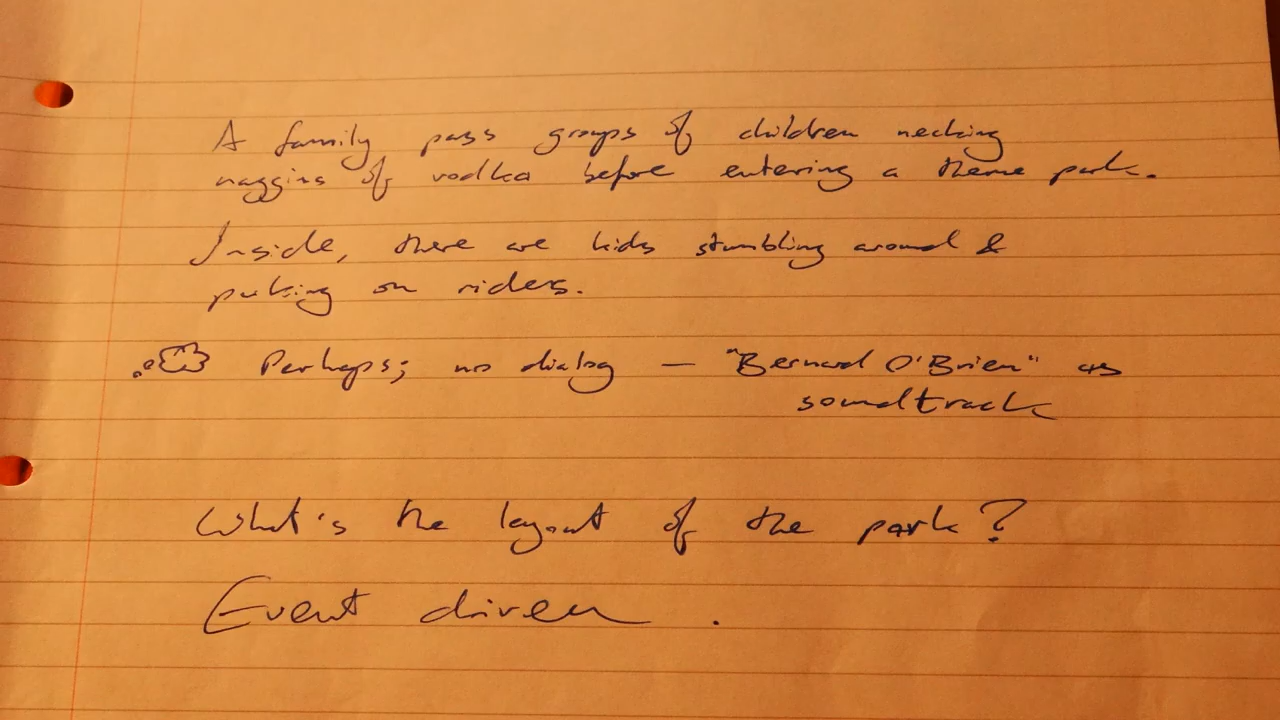 A family pass groups of children necking
naggins of vodka before entering a theme park.
Inside, there are kids stumbling around &
puking on riders.
Perhaps; no dialog — "Bernard O'Brien" as
soundtrack
What's the layout of the park?
Event driven.